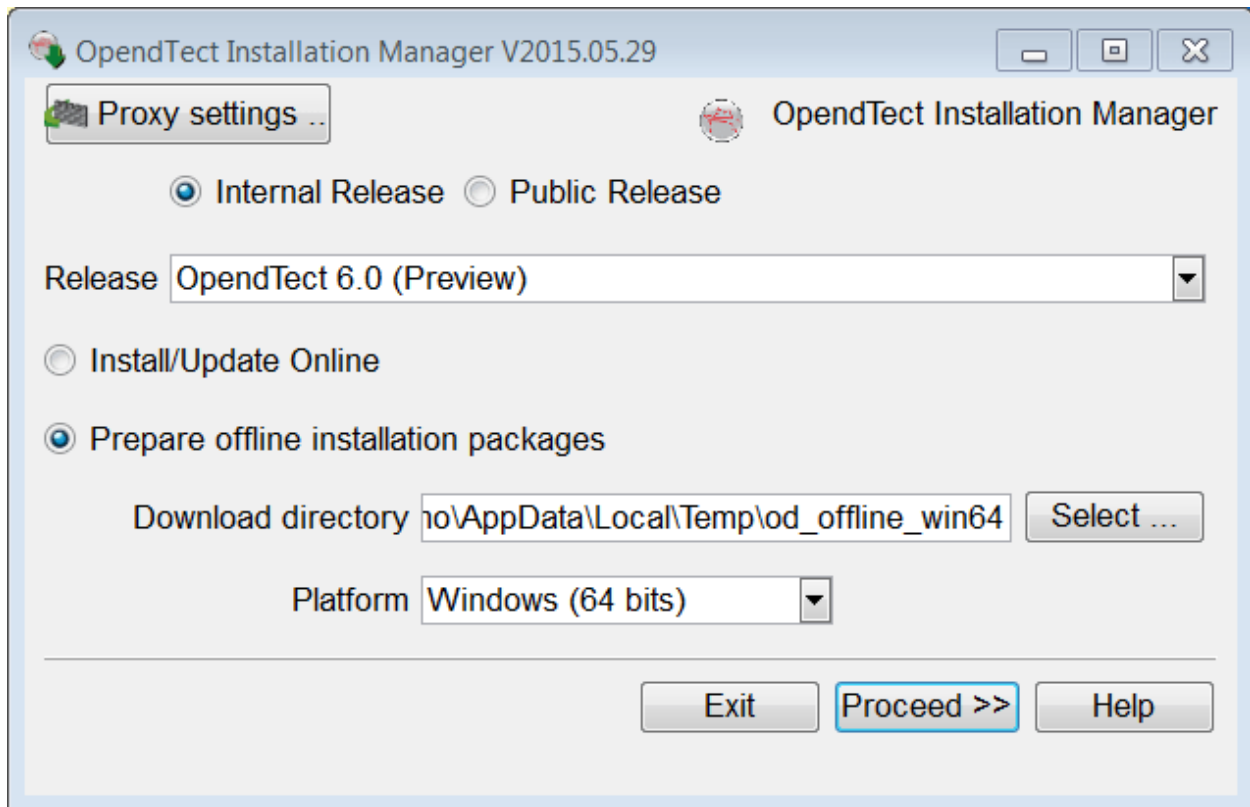 OpendTect Installation Manager V2015.05.29
Proxy settings ..
OpendTect Installation Manager
Internal Release Public Release
Release OpendTect 6.0 (Preview)
Install/Update Online
Prepare offline installation packages
Download directory no\AppData\Local\Temp\od_offline_win64 Select ...
Platform Windows (64 bits)
Exit Proceed >> Help